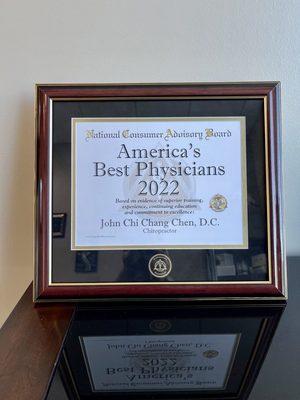 National Consumer Advisory Board
America's
Best Physicians
2022
Based on evidence of superior training,
experience, continuing education
and commitment to excellence!
John Chi Chang Chen, D.C.
Chiropractor